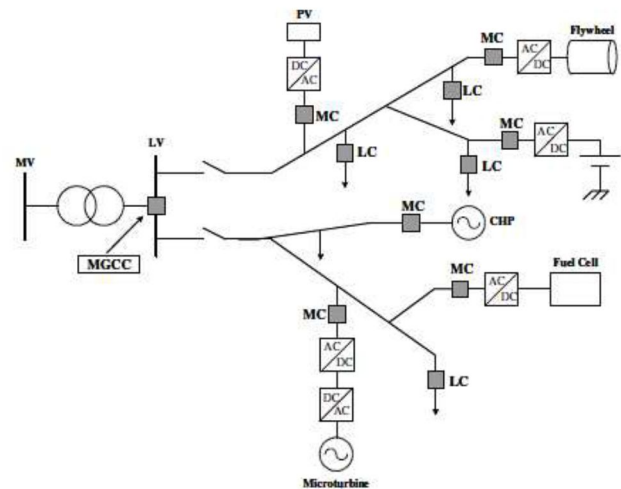 PV
DC
AC
MC
LC
MC
AC
DC
Flywheel
LC
MC
AC
DC
LC
MV
LV
MGCC
MC
CHP
MC
AC
DC
Fuel Cell
MC
AC
DC
DC
AC
LC
Microturbine